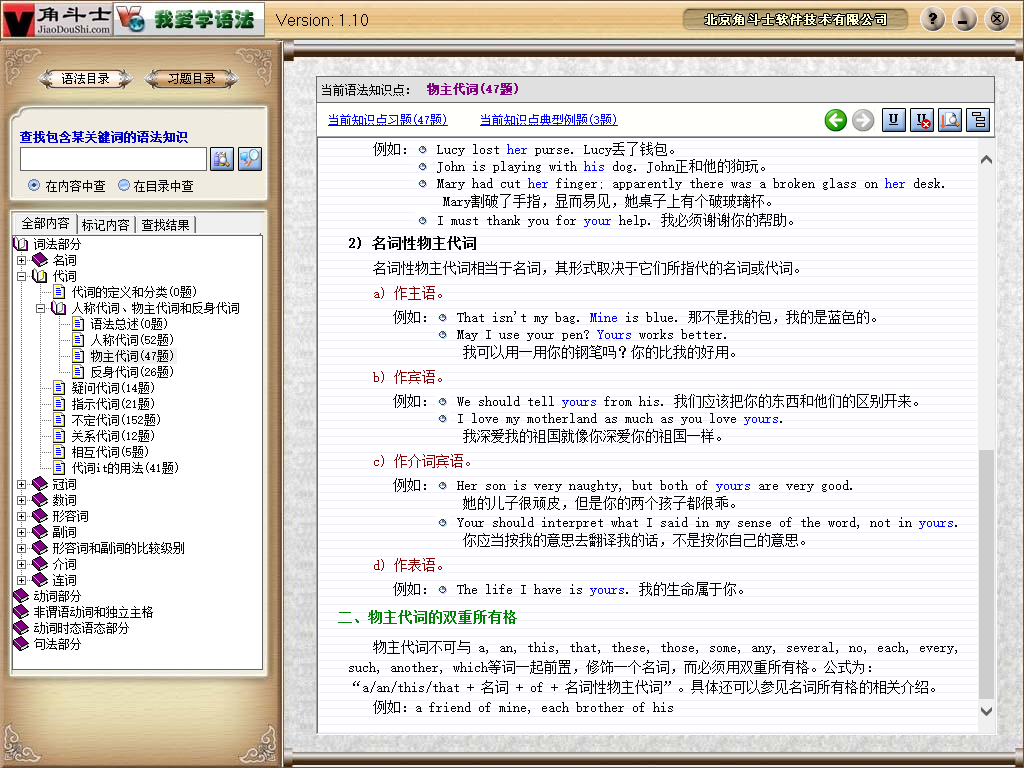 角斗士
JiaoDouShi.com
我爱学语法
Version: 1.10
北京角斗士软件技术有限公司
?
语法目录
习题目录
查找包含某关键词的语法知识
在内容中查
在目录中查
全部内容
标记内容
查找结果
词法部分
名词
代词
代词的定义和分类(0题)
人称代词、物主代词和反身代词
语法总述(0题)
人称代词(52题)
物主代词(47题)
反身代词(26题)
疑问代词(14题)
指示代词(21题)
不定代词(152题)
关系代词(12题)
相互代词(5题)
代词it的用法(41题)
冠词
数词
形容词
副词
形容词和副词的比较级别
介词
连词
动词部分
非谓语动词和独立主格
动词时态语态部分
句法部分
当前语法知识点: 物主代词(47题)
当前知识点习题(47题)
当前知识点典型例题(3题)
例如: Lucy lost her purse. Lucy丢了钱包。
John is playing with his dog. John正和他的狗玩。
Mary had cut her finger; apparently there was a broken glass on her desk.
Mary割破了手指，显而易见，她桌子上有个破玻璃杯。
I must thank you for your help. 我必须谢谢你的帮助。
2) 名词性物主代词
名词性物主代词相当于名词，其形式取决于它们所指代的名词或代词。
a) 作主语。
例如: That isn't my bag. Mine is blue. 那不是我的包，我的是蓝色的。
May I use your pen? Yours works better.
我可以用一用你的钢笔吗？你的比我的好用。
b) 作宾语。
例如: We should tell yours from his. 我们应该把你的东西和他们的区别开来。
I love my motherland as much as you love yours.
我深爱我的祖国就像你深爱你的祖国一样。
c) 作介词宾语。
例如: Her son is very naughty, but both of yours are very good.
她的儿子很顽皮，但是你的两个孩子都很乖。
Your should interpret what I said in my sense of the word, not in yours.
你应当按我的意思去翻译我的话，不是按你自己的意思。
d) 作表语。
例如: The life I have is yours. 我的生命属于你。
二、物主代词的双重所有格
物主代词不可与 a, an, this, that, these, those, some, any, several, no, each, every,
such, another, which等词一起前置，修饰一个名词，而必须用双重所有格。公式为:
“a/an/this/that + 名词 + of + 名词性物主代词”。具体还可以参见名词所有格的相关介绍。
例如: a friend of mine, each brother of his